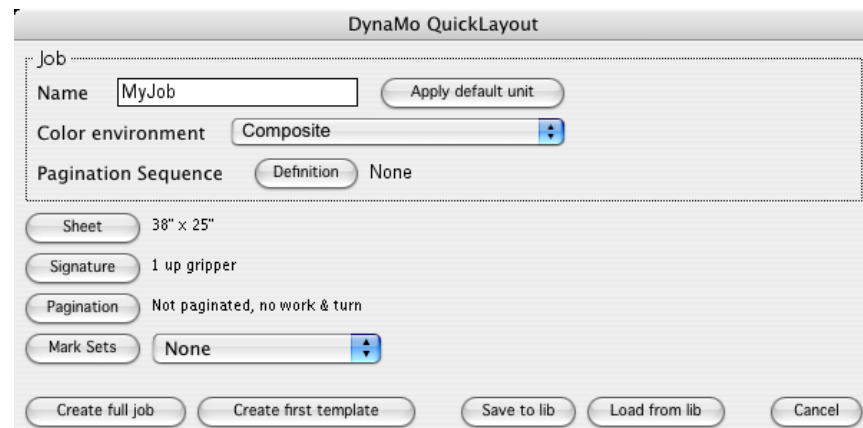 DynaMo QuickLayout
Job
Name MyJob Apply default unit
Color environment Composite
Pagination Sequence Definition None
Sheet 38" x 25"
Signature 1 up gripper
Pagination Not paginated, no work & turn
Mark Sets None
Create full job Create first template Save to lib Load from lib Cancel